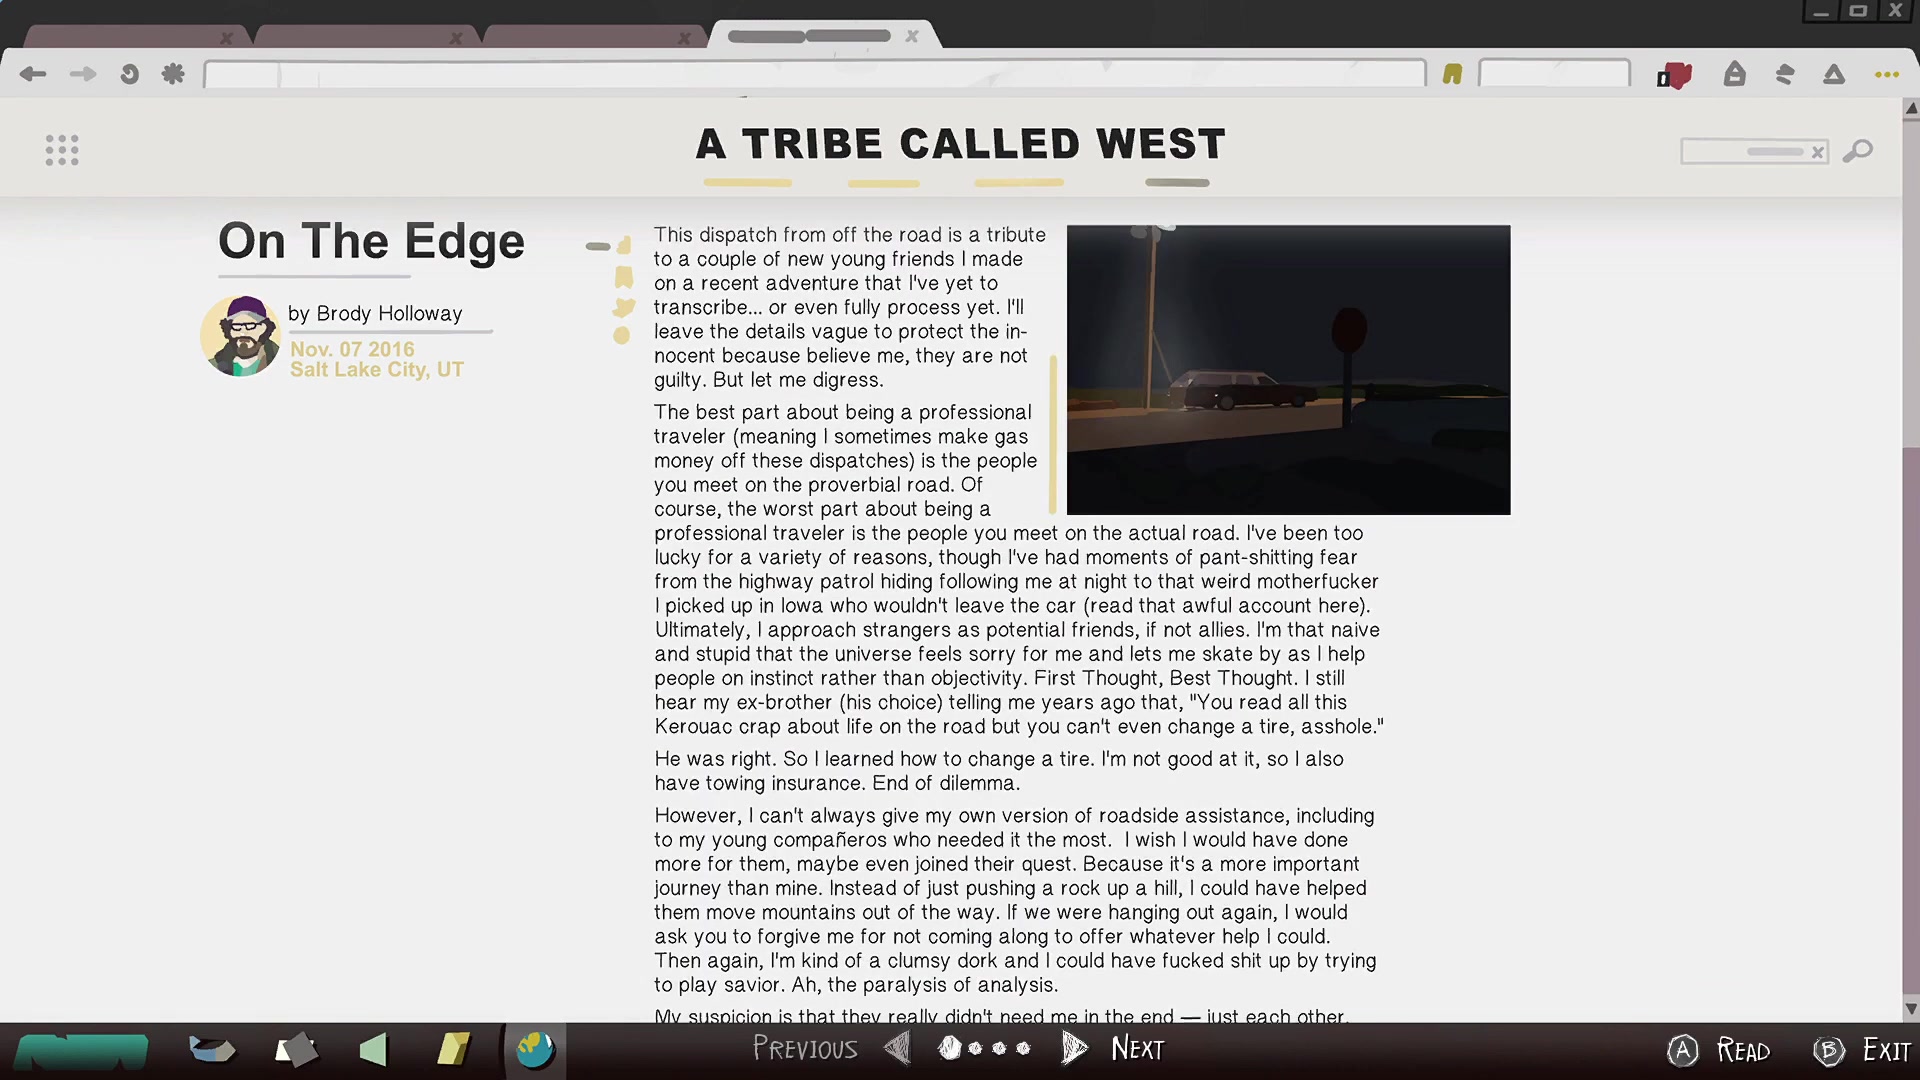 A TRIBE CALLED WEST
On The Edge
by Brody Holloway
Nov. 07 2016
Salt Lake City, UT
This dispatch from off the road is a tribute
to a couple of new young friends I made
on a recent adventure that I've yet to
transcribe... or even fully process yet. I'll
leave the details vague to protect the in-
nocent because believe me, they are not
guilty. But let me digress.
The best part about being a professional
traveler (meaning I sometimes make gas
money off these dispatches) is the people
you meet on the proverbial road. Of
course, the worst part about being a
professional traveler is the people you meet on the actual road. I've been too
lucky for a variety of reasons, though I've had moments of pant-shitting fear
from the highway patrol hiding following me at night to that weird motherfucker
I picked up in Iowa who wouldn't leave the car (read that awful account here).
Ultimately, I approach strangers as potential friends, if not allies. I'm that naive
and stupid that the universe feels sorry for me and lets me skate by as I help
people on instinct rather than objectivity. First Thought, Best Thought. I still
hear my ex-brother (his choice) telling me years ago that, "You read all this
Kerouac crap about life on the road but you can't even change a tire, asshole."
He was right. So I learned how to change a tire. I'm not good at it, so I also
have towing insurance. End of dilemma.
However, I can't always give my own version of roadside assistance, including
to my young compañeros who needed it the most.  I wish I would have done
more for them, maybe even joined their quest. Because it's a more important
journey than mine. Instead of just pushing a rock up a hill, I could have helped
them move mountains out of the way. If we were hanging out again, I would
ask you to forgive me for not coming along to offer whatever help I could.
Then again, I'm kind of a clumsy dork and I could have fucked shit up by trying
to play savior. Ah, the paralysis of analysis.
My suspicion is that they really didn't need me in the end — just each other.
PREVIOUS
NEXT
A READ
B EXIT